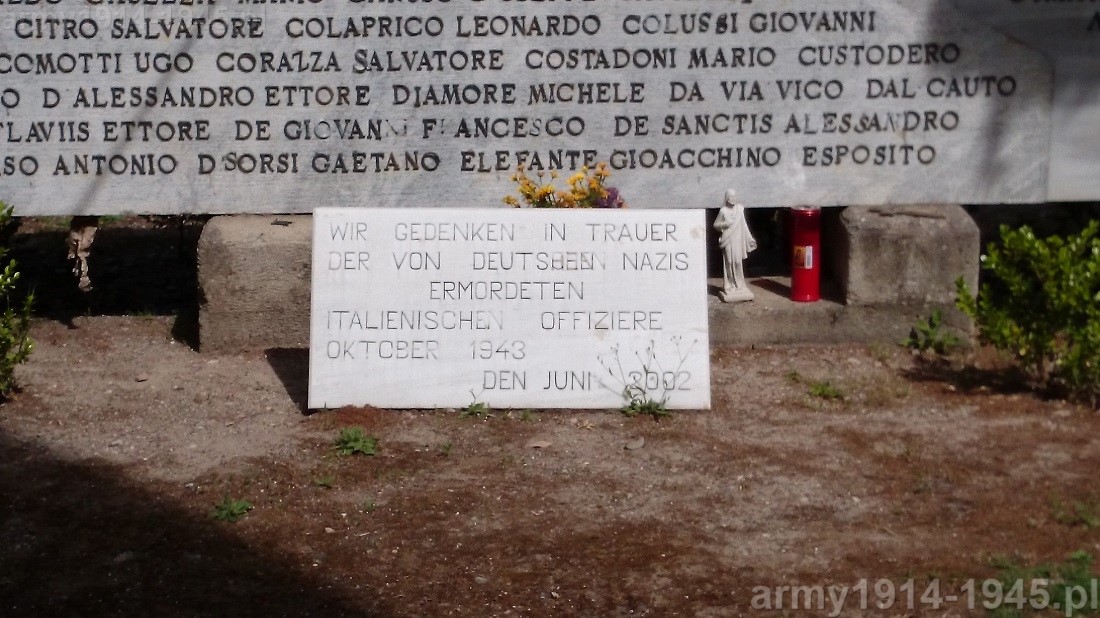 CITRO SALVATORE COLAPRICO LEONARDO COLUSSI GIOVANNI
UGO CORAZZA SALVATORE COSTADONI MARIO CUSTODERO
D'ALESSANDRO ETTORE DIAMORE MICHELE DA VIA VICO DAL CAUTO
ETTORE DE GIOVANNI FRANCESCO DE SANCTIS ALESSANDRO
ANTONIO D'SORSI GAETANO ELEFANTE GIOACCHINO ESPOSITO
WIR GEDENKEN IN TRAUER
DER VON DEUTSCHEN NAZIS
ERMORDETEN
ITALIENISCHEN OFFIZIERE
OKTOBER 1943
DEN JUNI 2002
army1914-1945.pl